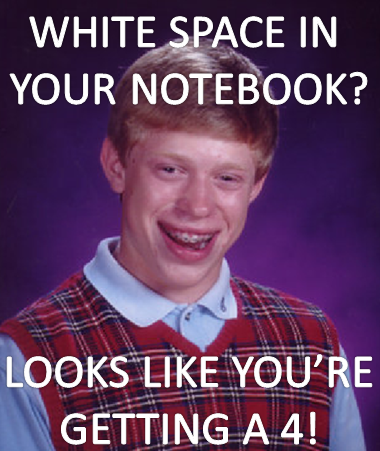 WHITE SPACE IN
YOUR NOTEBOOK?
LOOKS LIKE YOU'RE
GETTING A 4!